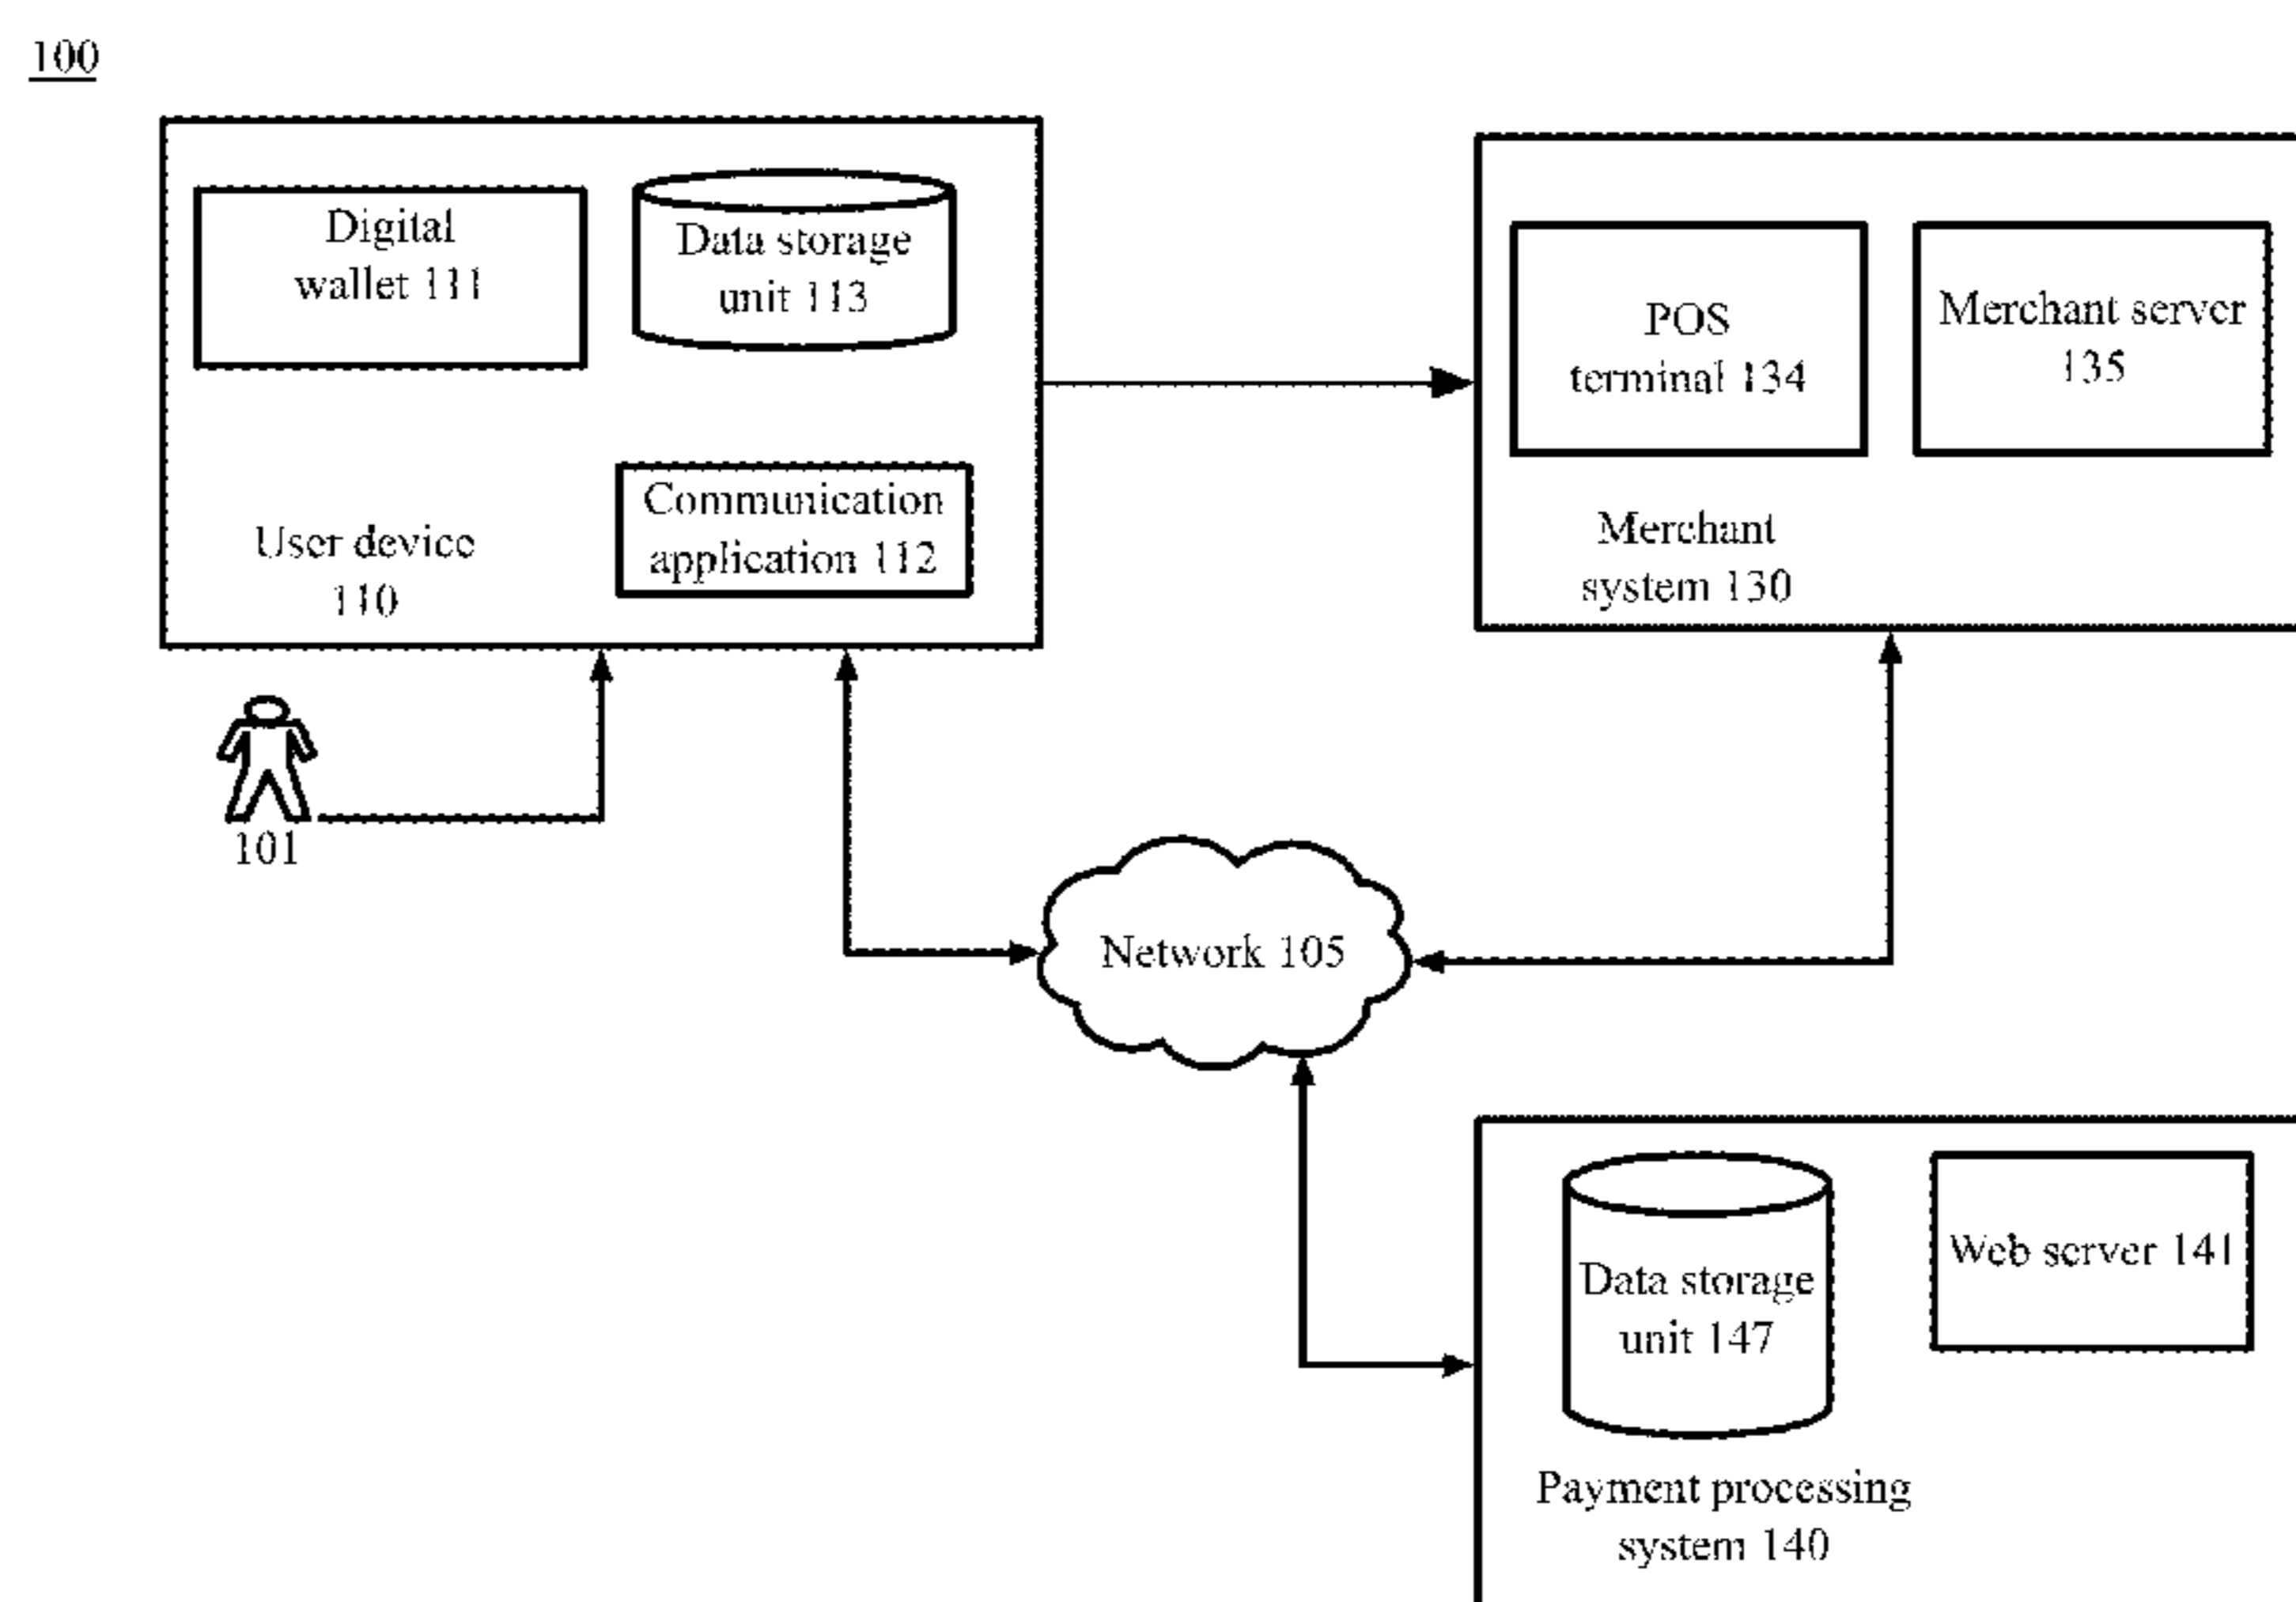 100
Digital
wallet 111
Data storage
unit 113
Communication
application 112
User device
110
POS
terminal 134
Merchant server
135
Merchant
system 130
101
Network 105
Data storage
unit 147
Web server 141
Payment processing
system 140